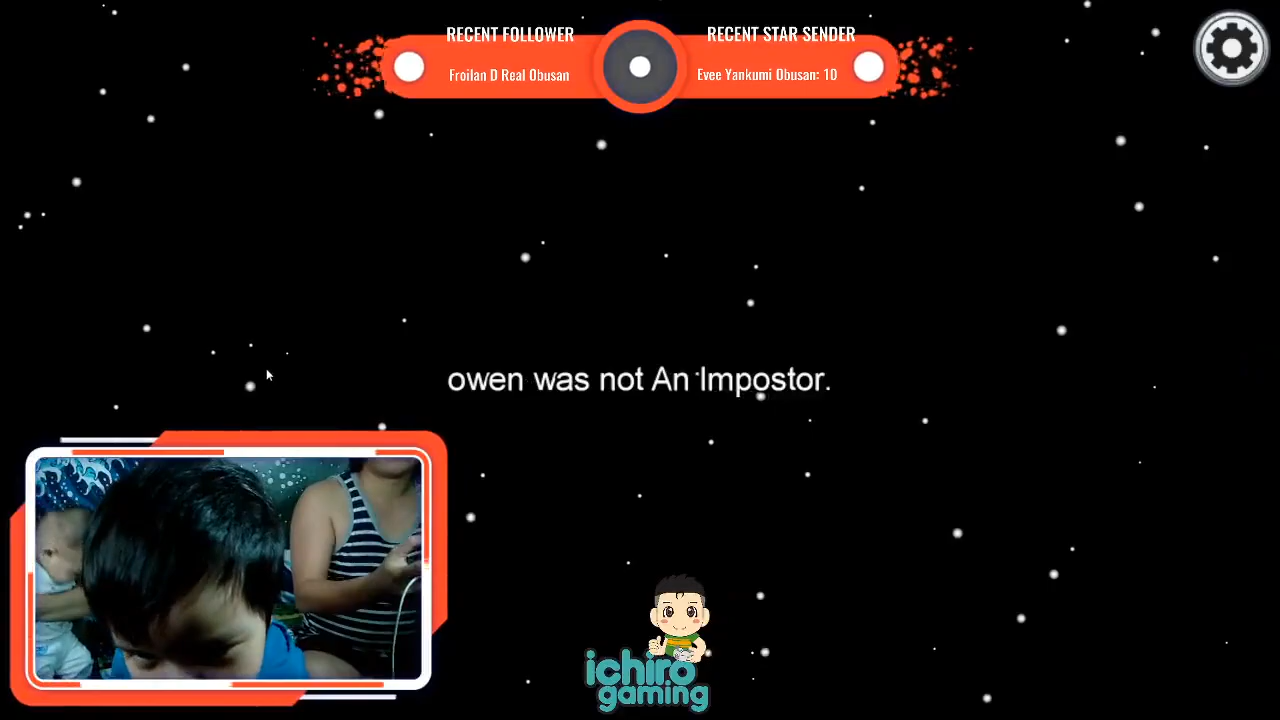 RECENT FOLLOWER
Froilan D Real Obusan
RECENT STAR SENDER
Evee Yankumi Obusan: 10
owen was not An Impostor.
ichiro
gaming